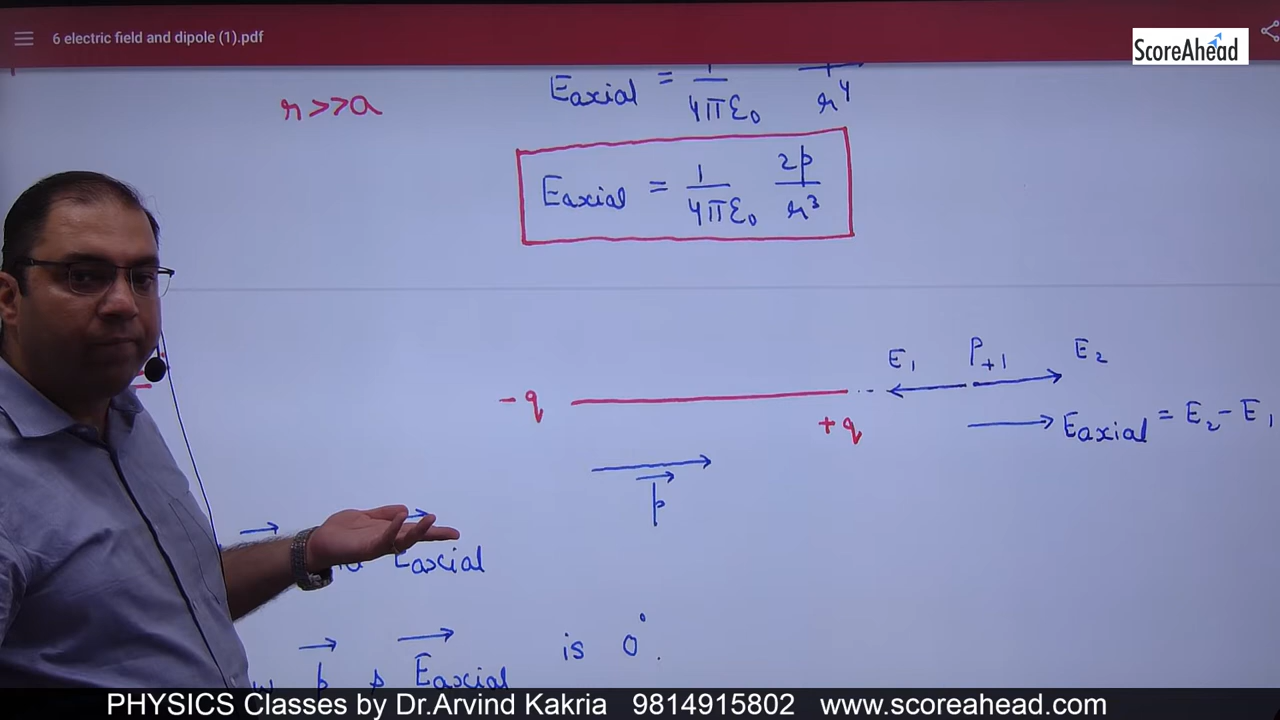 6 electric field and dipole (1).pdf
ScoreAhead
r >> a
Eaxial = 1/4πε₀ r⁴
Eaxial = 1/4πε₀ 2p/r³
E₁ P+1 E₂
-q +q
Eaxial = E₂ - E₁
p
Eaxial
p & Eaxial is 0°.
PHYSICS Classes by Dr.Arvind Kakria 9814915802 www.scoreahead.com